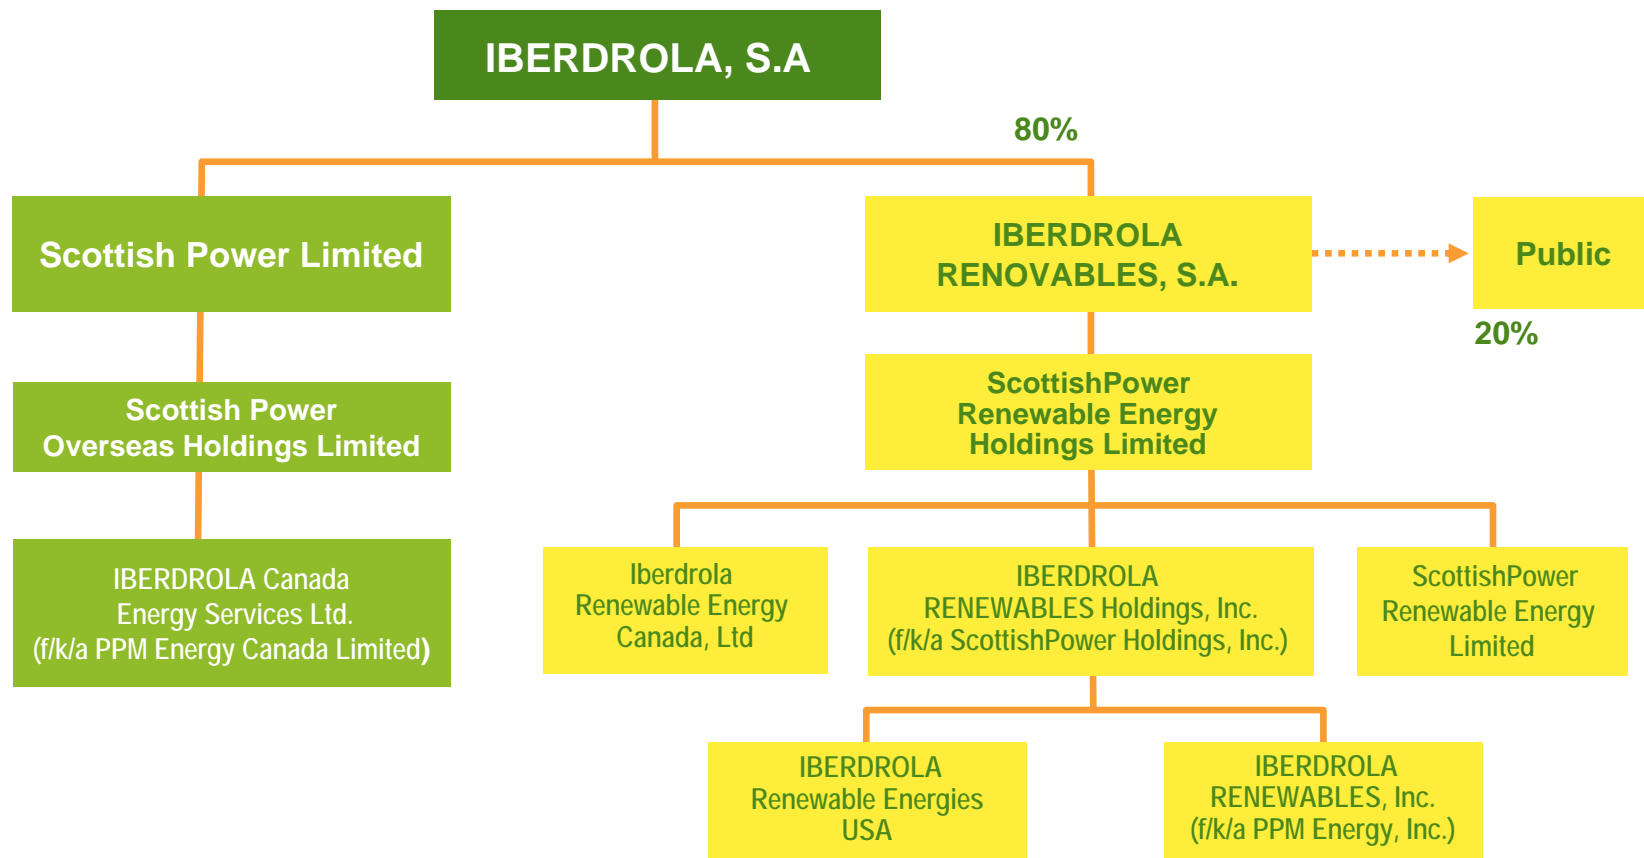 IBERDROLA, S.A
80%
Scottish Power Limited
IBERDROLA
RENOVABLES, S.A.
Public
20%
Scottish Power
Overseas Holdings Limited
ScottishPower
Renewable Energy
Holdings Limited
IBERDROLA Canada
Energy Services Ltd.
(f/k/a PPM Energy Canada Limited)
Iberdrola
Renewable Energy
Canada, Ltd
IBERDROLA
RENEWABLES Holdings, Inc.
(f/k/a ScottishPower Holdings, Inc.)
ScottishPower
Renewable Energy
Limited
IBERDROLA
Renewable Energies
USA
IBERDROLA
RENEWABLES, Inc.
(f/k/a PPM Energy, Inc.)